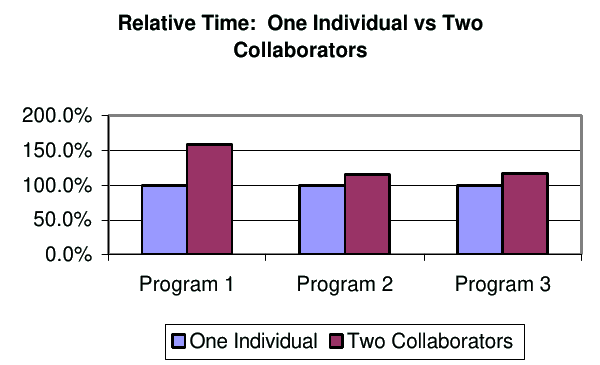 Relative Time:  One Individual vs Two
Collaborators
200.0%
150.0%
100.0%
50.0%
0.0%
Program 1 Program 2 Program 3
One Individual Two Collaborators